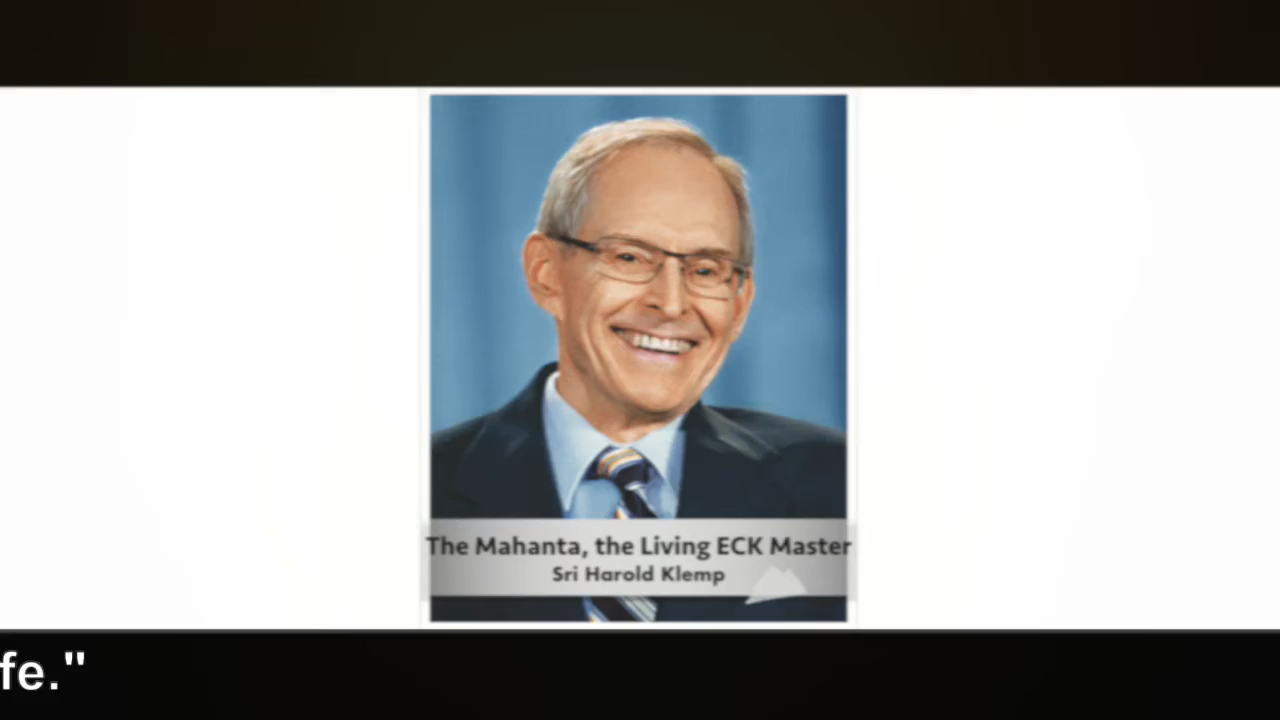 The Mahanta, the Living ECK Master
Sri Harold Klemp
fe."